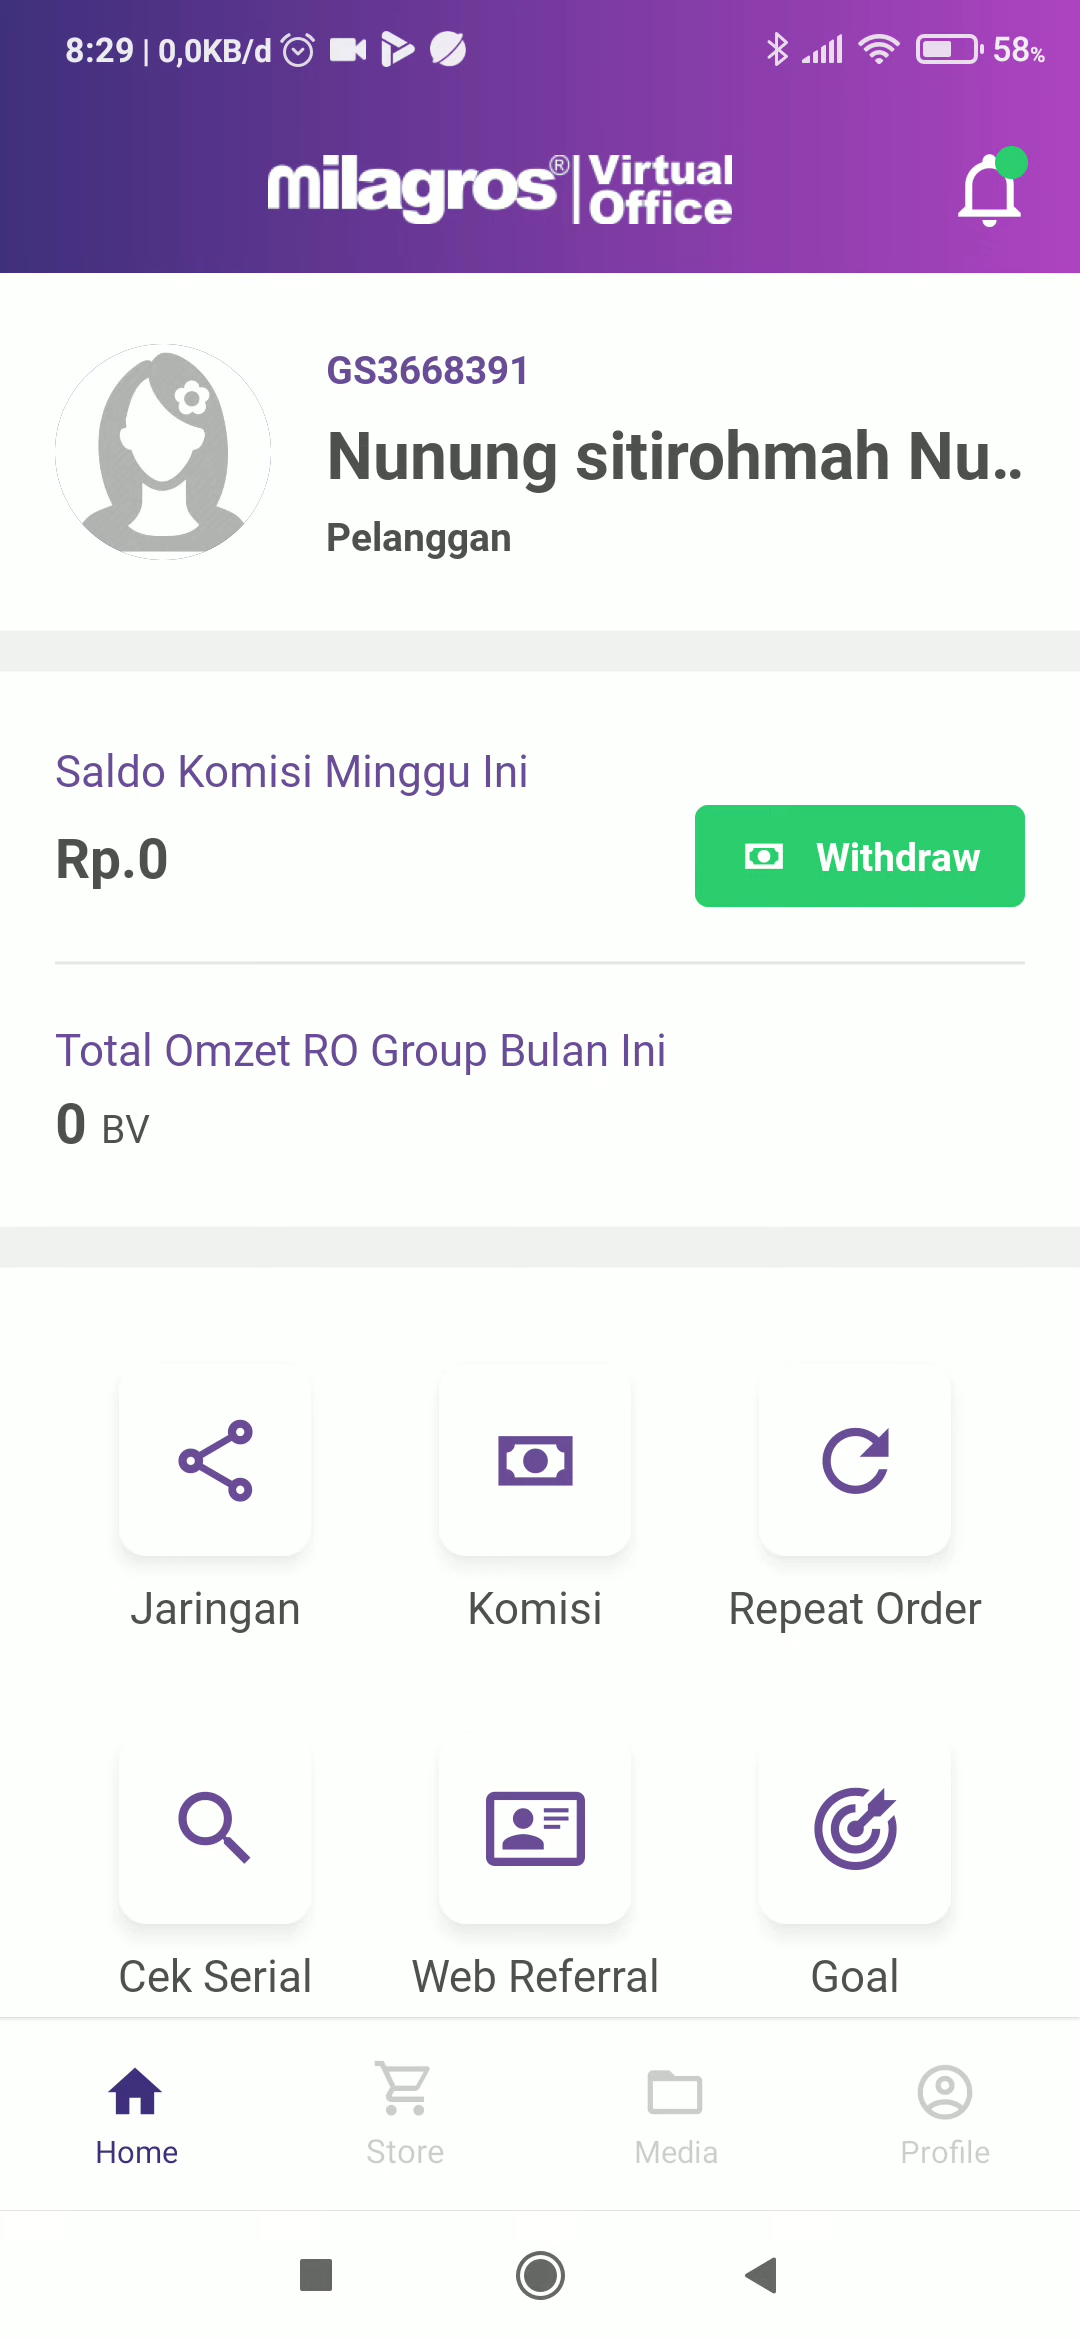 8:29 | 0,0KB/d 58%
milagros® | Virtual Office
GS3668391
Nunung sitirohmah Nu..
Pelanggan
Saldo Komisi Minggu Ini
Rp.0
Withdraw
Total Omzet RO Group Bulan Ini
0 BV
Jaringan Komisi Repeat Order
Cek Serial Web Referral Goal
Home Store Media Profile